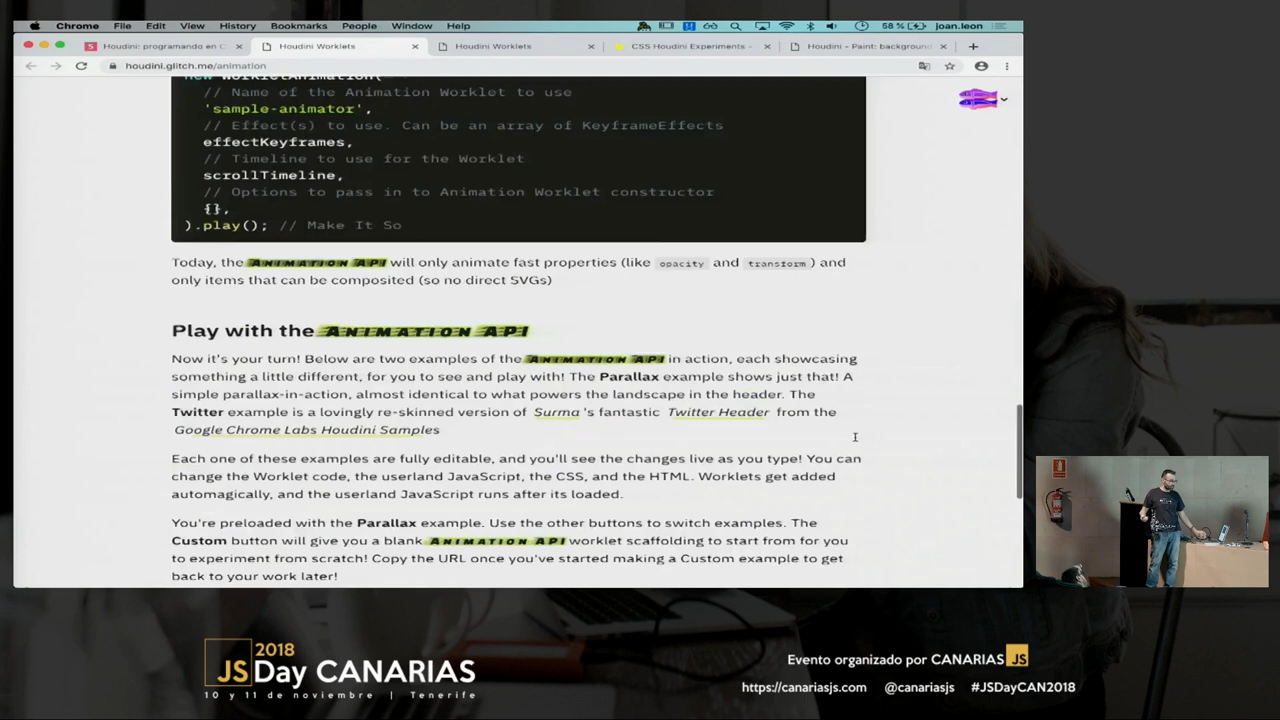 Chrome File Edit View History Bookmarks People Window Help 58 % joan.leon
Houdini: programando en C Houdini Worklets Houdini Worklets CSS Houdini Experiments - Houdini - Paint: background
houdini.glitch.me/animation
new WorkletAnimation(
// Name of the Animation Worklet to use
'sample-animator',
// Effect(s) to use. Can be an array of KeyframeEffects
effectKeyframes,
// Timeline to use for the Worklet
scrollTimeline,
// Options to pass in to Animation Worklet constructor
{},
).play(); // Make It So
Today, the ANIMATION API will only animate fast properties (like opacity and transform) and
only items that can be composited (so no direct SVGs)
Play with the ANIMATION API
Now it's your turn! Below are two examples of the ANIMATION API in action, each showcasing
something a little different, for you to see and play with! The Parallax example shows just that! A
simple parallax-in-action, almost identical to what powers the landscape in the header. The
Twitter example is a lovingly re-skinned version of Surma's fantastic Twitter Header from the
Google Chrome Labs Houdini Samples
Each one of these examples are fully editable, and you'll see the changes live as you type! You can
change the Worklet code, the userland JavaScript, the CSS, and the HTML. Worklets get added
automagically, and the userland JavaScript runs after its loaded.
You're preloaded with the Parallax example. Use the other buttons to switch examples. The
Custom button will give you a blank ANIMATION API worklet scaffolding to start from for you
to experiment from scratch! Copy the URL once you've started making a Custom example to get
back to your work later!
2018
JSDay CANARIAS
10 y 11 de noviembre | Tenerife
Evento organizado por CANARIAS JS
https://canariasjs.com @canariasjs #JSDayCAN2018